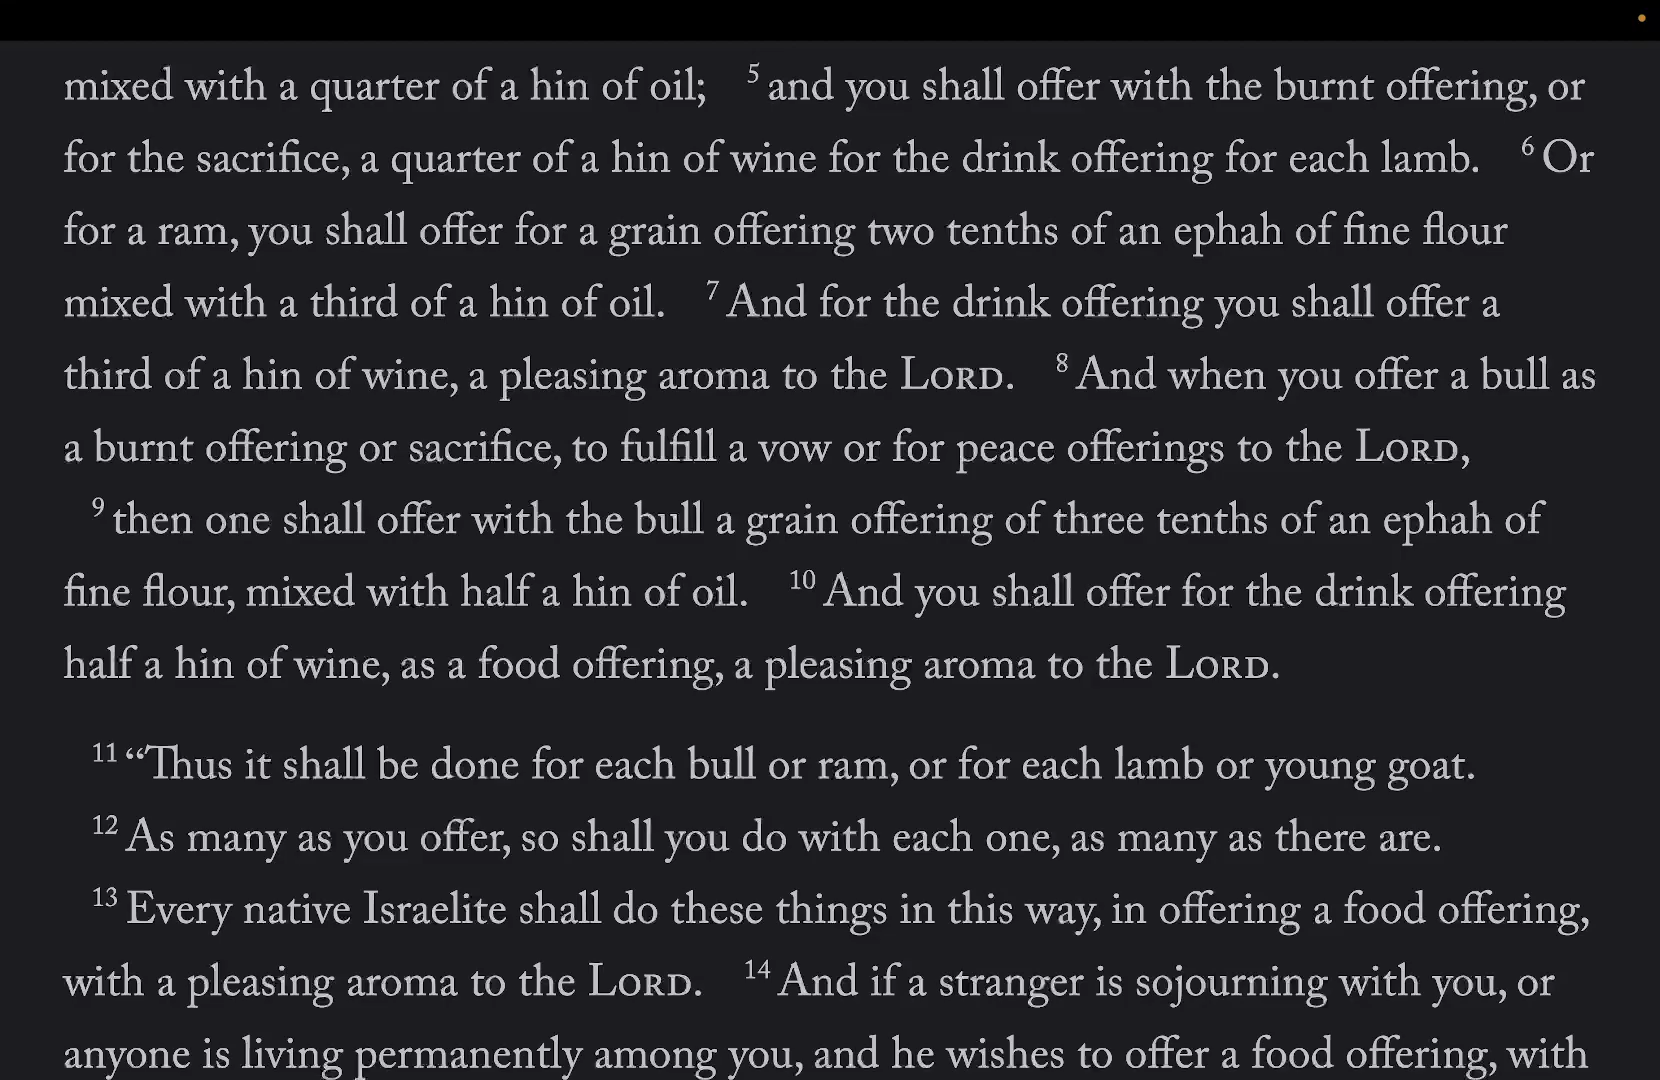 mixed with a quarter of a hin of oil; 5 and you shall offer with the burnt offering, or
for the sacrifice, a quarter of a hin of wine for the drink offering for each lamb. 6 Or
for a ram, you shall offer for a grain offering two tenths of an ephah of fine flour
mixed with a third of a hin of oil. 7 And for the drink offering you shall offer a
third of a hin of wine, a pleasing aroma to the LORD. 8 And when you offer a bull as
a burnt offering or sacrifice, to fulfill a vow or for peace offerings to the LORD,
9 then one shall offer with the bull a grain offering of three tenths of an ephah of
fine flour, mixed with half a hin of oil. 10 And you shall offer for the drink offering
half a hin of wine, as a food offering, a pleasing aroma to the LORD.
11 “Thus it shall be done for each bull or ram, or for each lamb or young goat.
12 As many as you offer, so shall you do with each one, as many as there are.
13 Every native Israelite shall do these things in this way, in offering a food offering,
with a pleasing aroma to the LORD. 14 And if a stranger is sojourning with you, or
anyone is living permanently among you, and he wishes to offer a food offering, with